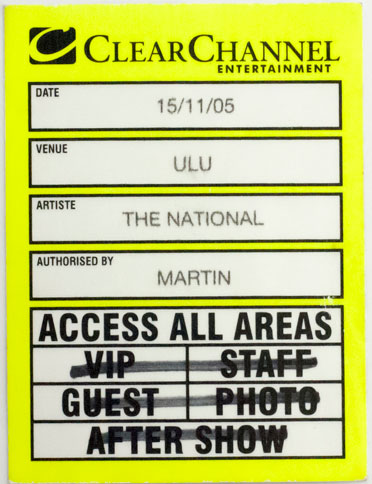 CLEARCHANNEL
ENTERTAINMENT
DATE
15/11/05
VENUE
ULU
ARTISTE
THE NATIONAL
AUTHORISED BY
MARTIN
ACCESS ALL AREAS
VIP STAFF
GUEST PHOTO
AFTER SHOW